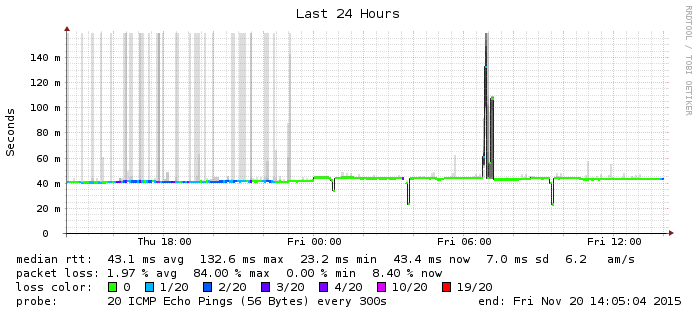 Last 24 Hours
RRDTOOL / TOBI OETIKER
Seconds
140 m
120 m
100 m
80 m
60 m
40 m
20 m
0
Thu 18:00 Fri 00:00 Fri 06:00 Fri 12:00
median rtt: 43.1 ms avg 132.6 ms max 23.2 ms min 43.4 ms now 7.0 ms sd 6.2 am/s
packet loss: 1.97 % avg 84.00 % max 0.00 % min 8.40 % now
loss color: 0 1/20 2/20 3/20 4/20 10/20 19/20
probe: 20 ICMP Echo Pings (56 Bytes) every 300s end: Fri Nov 20 14:05:04 2015